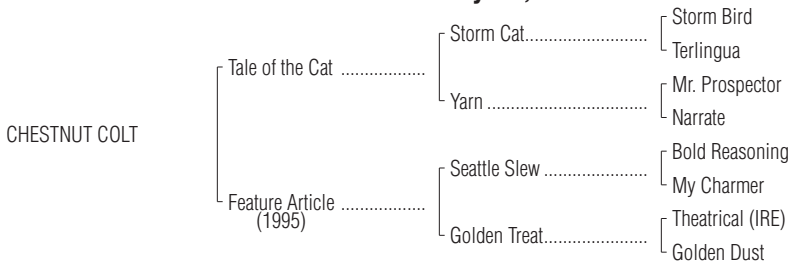 Storm Bird
Storm Cat..............................
Terlingua
Tale of the Cat ..................
Mr. Prospector
Yarn ..................................
Narrate
CHESTNUT COLT
Bold Reasoning
Seattle Slew ......................
My Charmer
Feature Article ..................
(1995)
Theatrical (IRE)
Golden Treat......................
Golden Dust